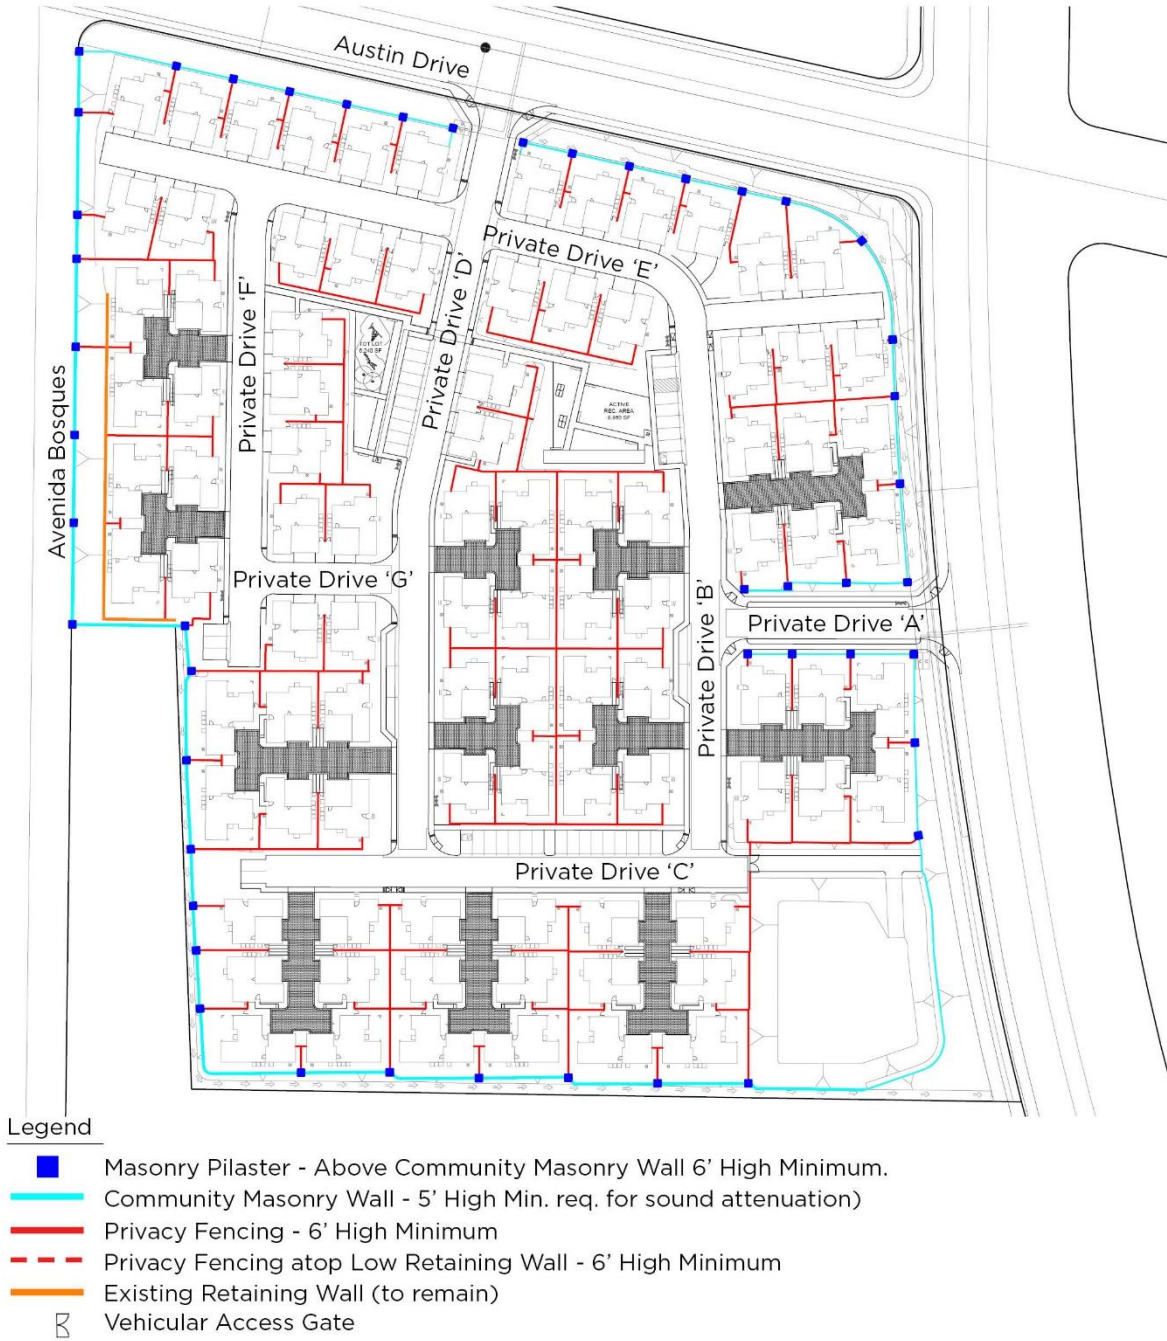 Austin Drive
Private Drive 'D'
Private Drive 'E'
Private Drive 'F'
TOT LOT
Avenida Bosques
ACTIVE
REC. AREA
Private Drive 'G'
Private Drive 'B'
Private Drive 'A'
Private Drive 'C'
Legend
Masonry Pilaster - Above Community Masonry Wall 6' High Minimum.
Community Masonry Wall - 5' High Min. req. for sound attenuation)
Privacy Fencing - 6' High Minimum
Privacy Fencing atop Low Retaining Wall - 6' High Minimum
Existing Retaining Wall (to remain)
Vehicular Access Gate